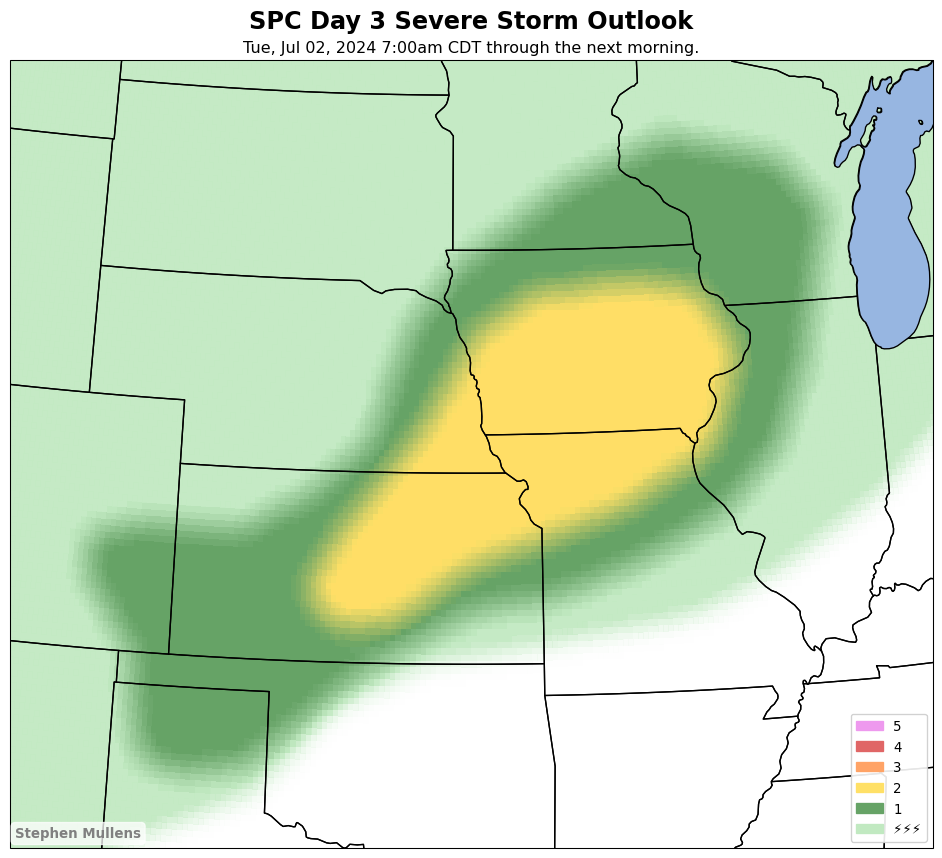 SPC Day 3 Severe Storm Outlook
Tue, Jul 02, 2024 7:00am CDT through the next morning.
5
4
3
2
1
⚡⚡⚡
Stephen Mullens